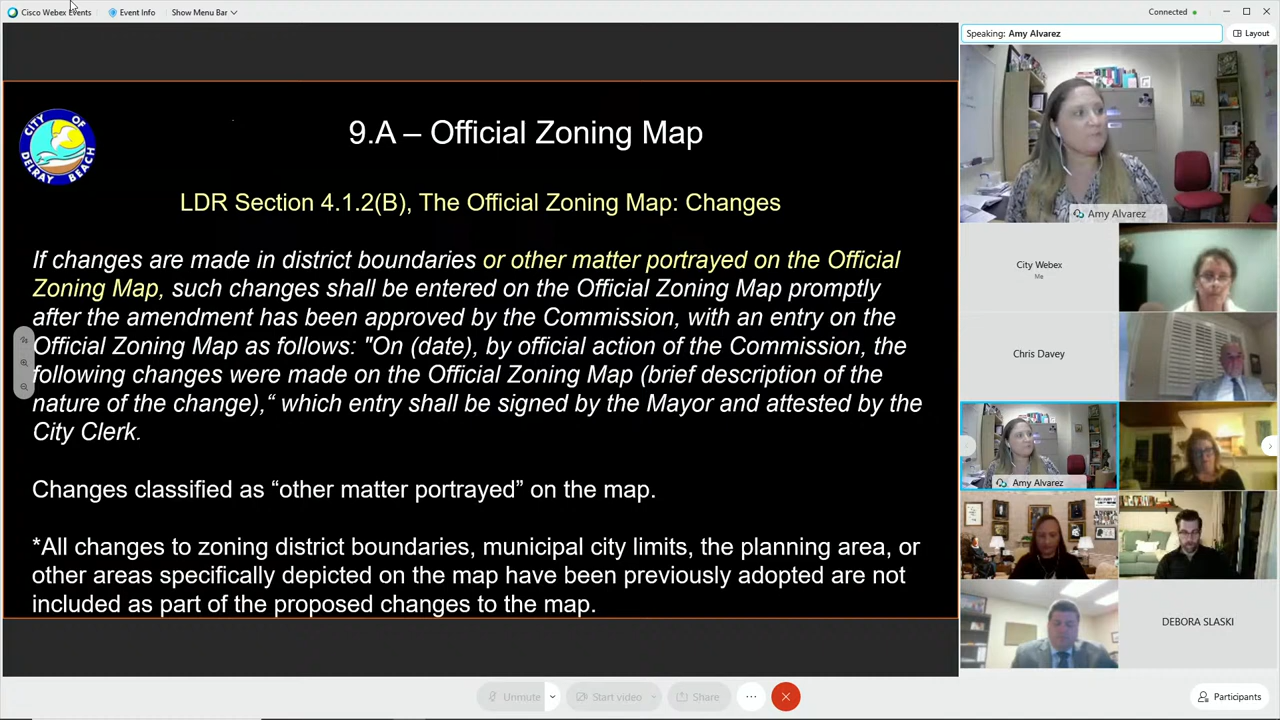 Cisco Webex Events
Event Info
Show Menu Bar
Connected
Speaking: Amy Alvarez
Layout
CITY OF
DELRAY BEACH
9.A – Official Zoning Map
LDR Section 4.1.2(B), The Official Zoning Map: Changes
If changes are made in district boundaries or other matter portrayed on the Official
Zoning Map, such changes shall be entered on the Official Zoning Map promptly
after the amendment has been approved by the Commission, with an entry on the
Official Zoning Map as follows: "On (date), by official action of the Commission, the
following changes were made on the Official Zoning Map (brief description of the
nature of the change),“ which entry shall be signed by the Mayor and attested by the
City Clerk.
Changes classified as “other matter portrayed” on the map.
*All changes to zoning district boundaries, municipal city limits, the planning area, or
other areas specifically depicted on the map have been previously adopted are not
included as part of the proposed changes to the map.
Amy Alvarez
City Webex
Me
Chris Davey
Amy Alvarez
DEBORA SLASKI
Unmute
Start video
Share
Participants